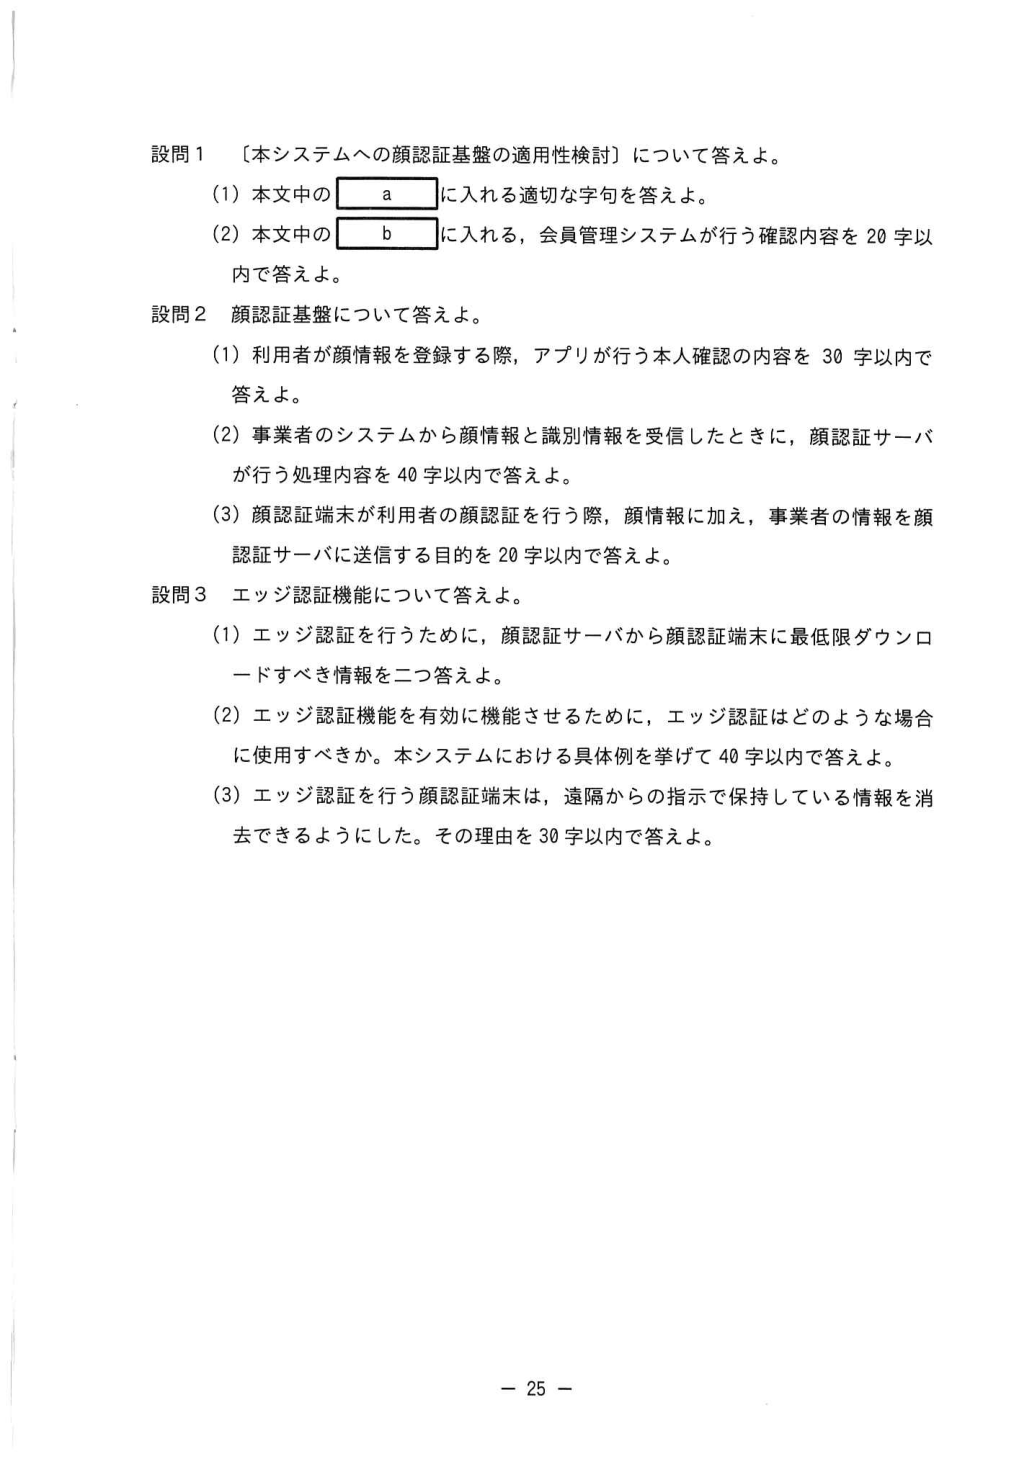 設問1 〔本システムへの顔認証基盤の適用性検討〕について答えよ。
(1) 本文中の a に入れる適切な字句を答えよ。
(2) 本文中の b に入れる，会員管理システムが行う確認内容を 20 字以
内で答えよ。
設問2 顔認証基盤について答えよ。
(1) 利用者が顔情報を登録する際，アプリが行う本人確認の内容を 30 字以内で
答えよ。
(2) 事業者のシステムから顔情報と識別情報を受信したときに，顔認証サーバ
が行う処理内容を 40 字以内で答えよ。
(3) 顔認証端末が利用者の顔認証を行う際，顔情報に加え，事業者の情報を顔
認証サーバに送信する目的を 20 字以内で答えよ。
設問3 エッジ認証機能について答えよ。
(1) エッジ認証を行うために，顔認証サーバから顔認証端末に最低限ダウンロ
ードすべき情報を二つ答えよ。
(2) エッジ認証機能を有効に機能させるために，エッジ認証はどのような場合
に使用すべきか。本システムにおける具体例を挙げて 40 字以内で答えよ。
(3) エッジ認証を行う顔認証端末は，遠隔からの指示で保持している情報を消
去できるようにした。その理由を 30 字以内で答えよ。
－ 25 －